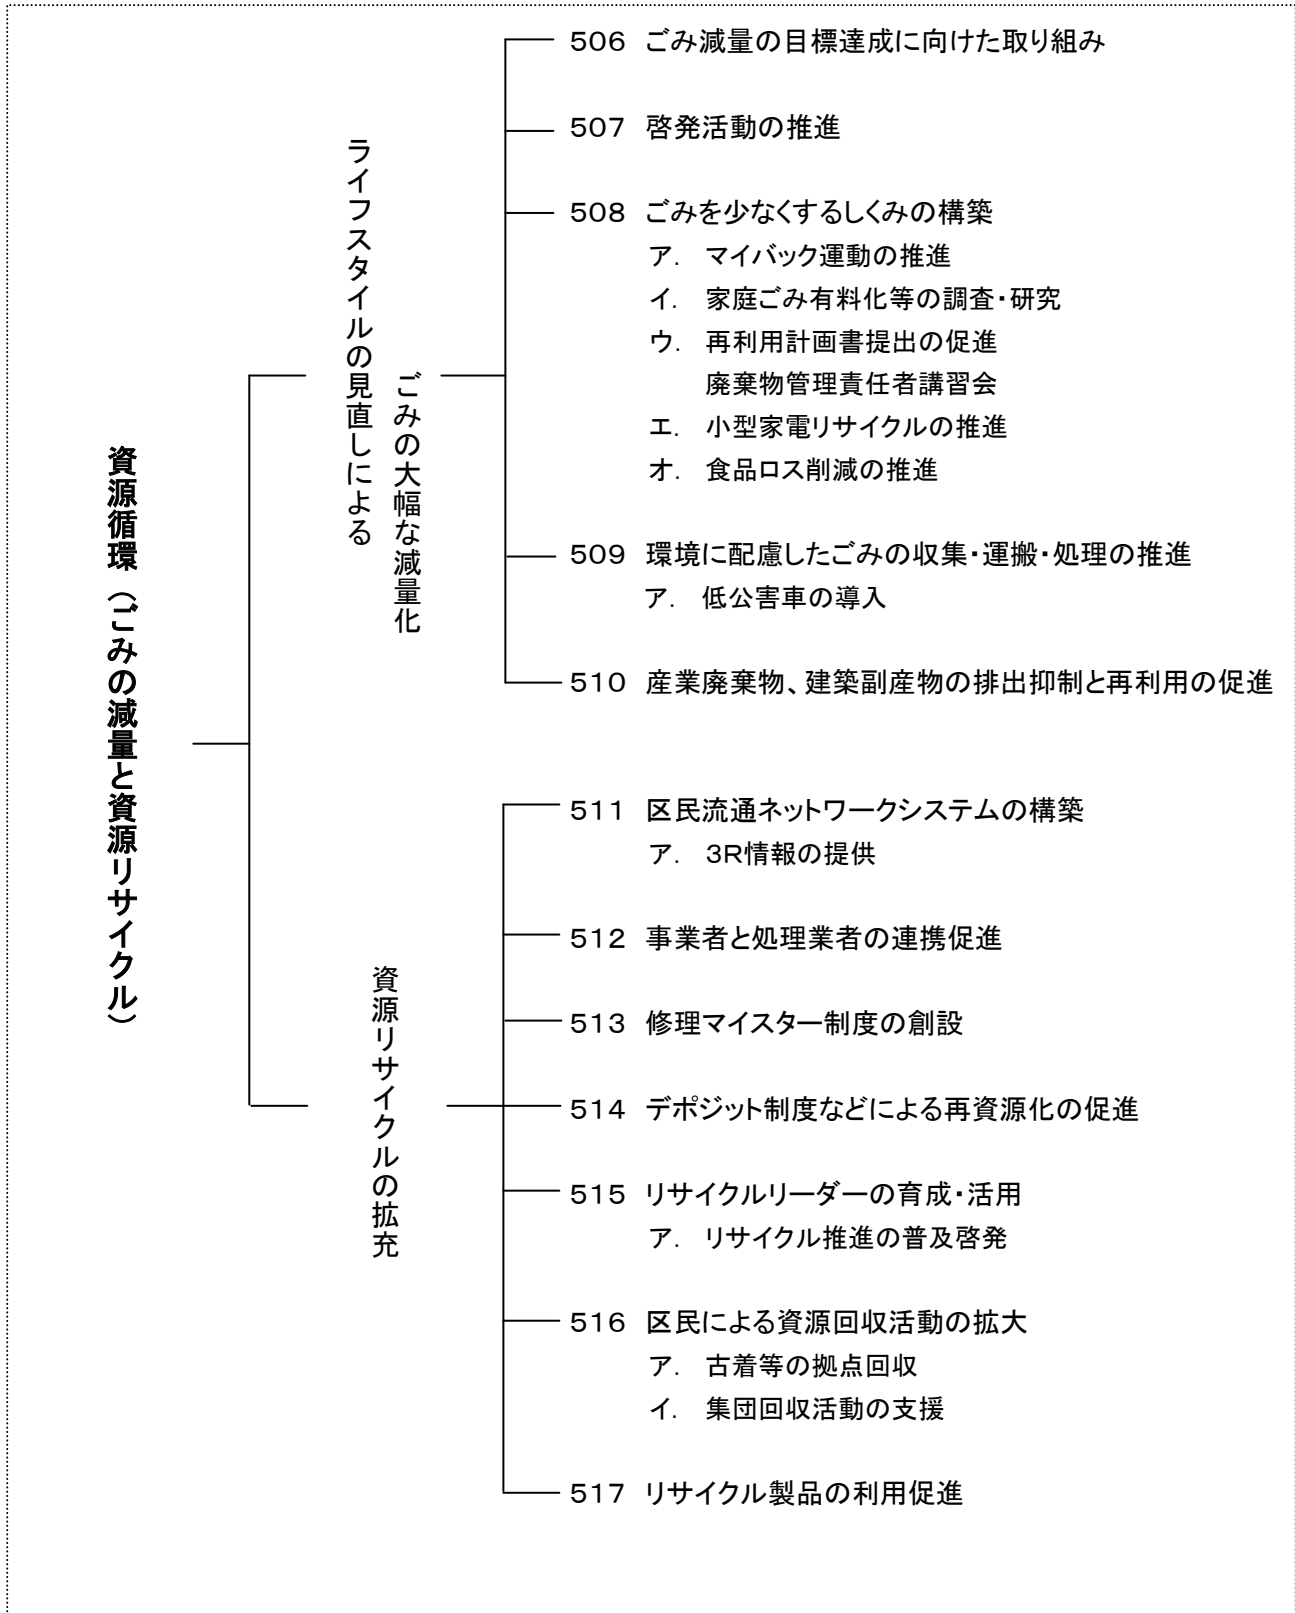 資源循環（ごみの減量と資源リサイクル）
ライフスタイルの見直しによる
ごみの大幅な減量化
506 ごみ減量の目標達成に向けた取り組み
507 啓発活動の推進
508 ごみを少なくするしくみの構築
ア． マイバック運動の推進
イ． 家庭ごみ有料化等の調査・研究
ウ． 再利用計画書提出の促進
廃棄物管理責任者講習会
エ． 小型家電リサイクルの推進
オ． 食品ロス削減の推進
509 環境に配慮したごみの収集・運搬・処理の推進
ア． 低公害車の導入
510 産業廃棄物、建築副産物の排出抑制と再利用の促進
資源リサイクルの拡充
511 区民流通ネットワークシステムの構築
ア． 3R情報の提供
512 事業者と処理業者の連携促進
513 修理マイスター制度の創設
514 デポジット制度などによる再資源化の促進
515 リサイクルリーダーの育成・活用
ア． リサイクル推進の普及啓発
516 区民による資源回収活動の拡大
ア． 古着等の拠点回収
イ． 集団回収活動の支援
517 リサイクル製品の利用促進